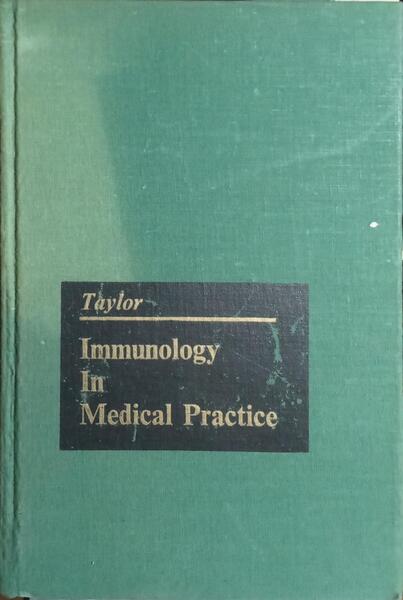 Taylor
Immunology
In
Medical Practice